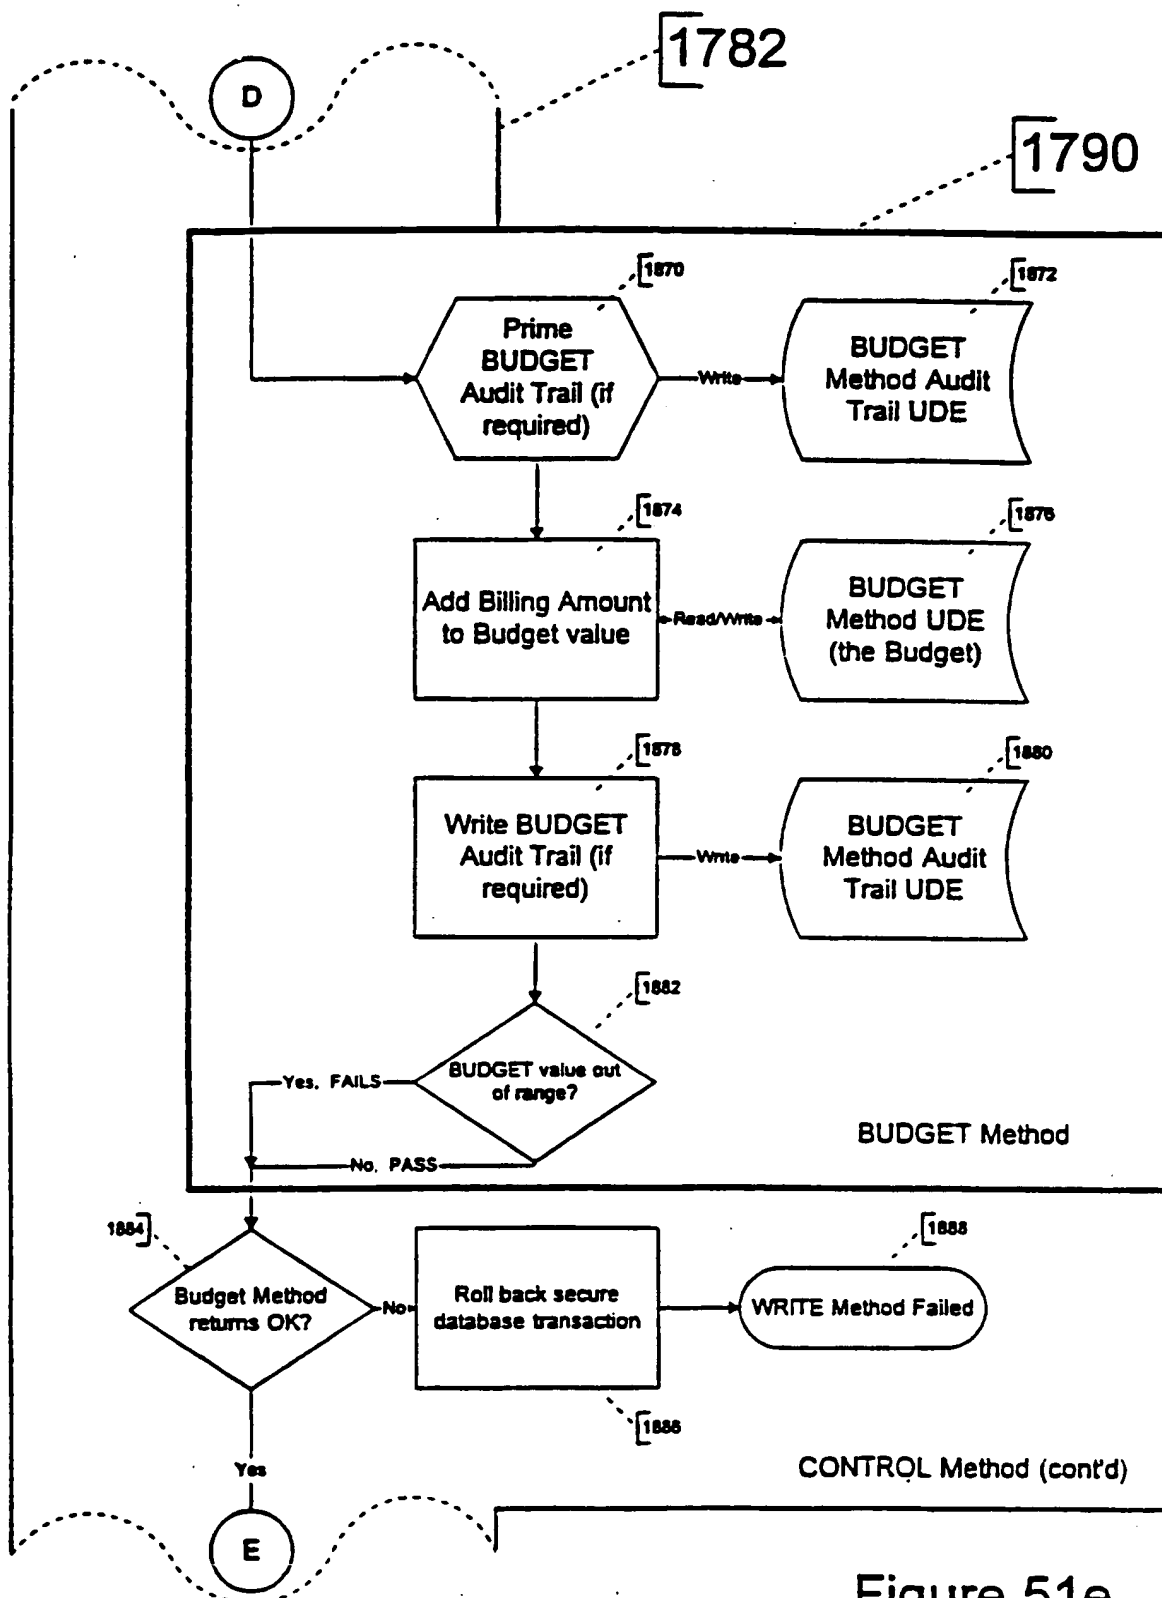 1782
D
1790
1870
1872
Prime
BUDGET
Audit Trail (if
required)
Write
BUDGET
Method Audit
Trail UDE
1874
1876
Add Billing Amount
to Budget value
Read/Write
BUDGET
Method UDE
(the Budget)
1878
1880
Write BUDGET
Audit Trail (if
required)
Write
BUDGET
Method Audit
Trail UDE
1882
BUDGET value out
of range?
Yes, FAILS
No, PASS
BUDGET Method
1884
1888
Budget Method
returns OK?
No
Roll back secure
database transaction
WRITE Method Failed
1886
Yes
CONTROL Method (cont'd)
E
Figure 51e